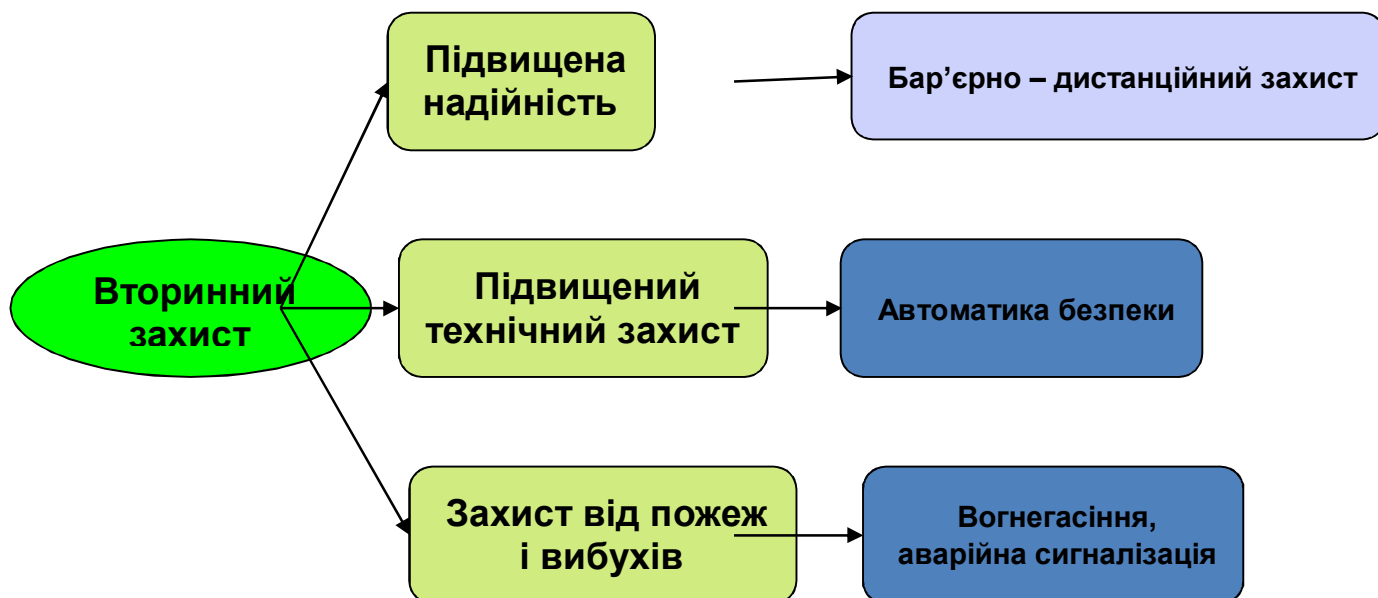 Підвищена
надійність
Бар’єрно – дистанційний захист
Вторинний
захист
Підвищений
технічний захист
Автоматика безпеки
Захист від пожеж
і вибухів
Вогнегасіння,
аварійна сигналізація